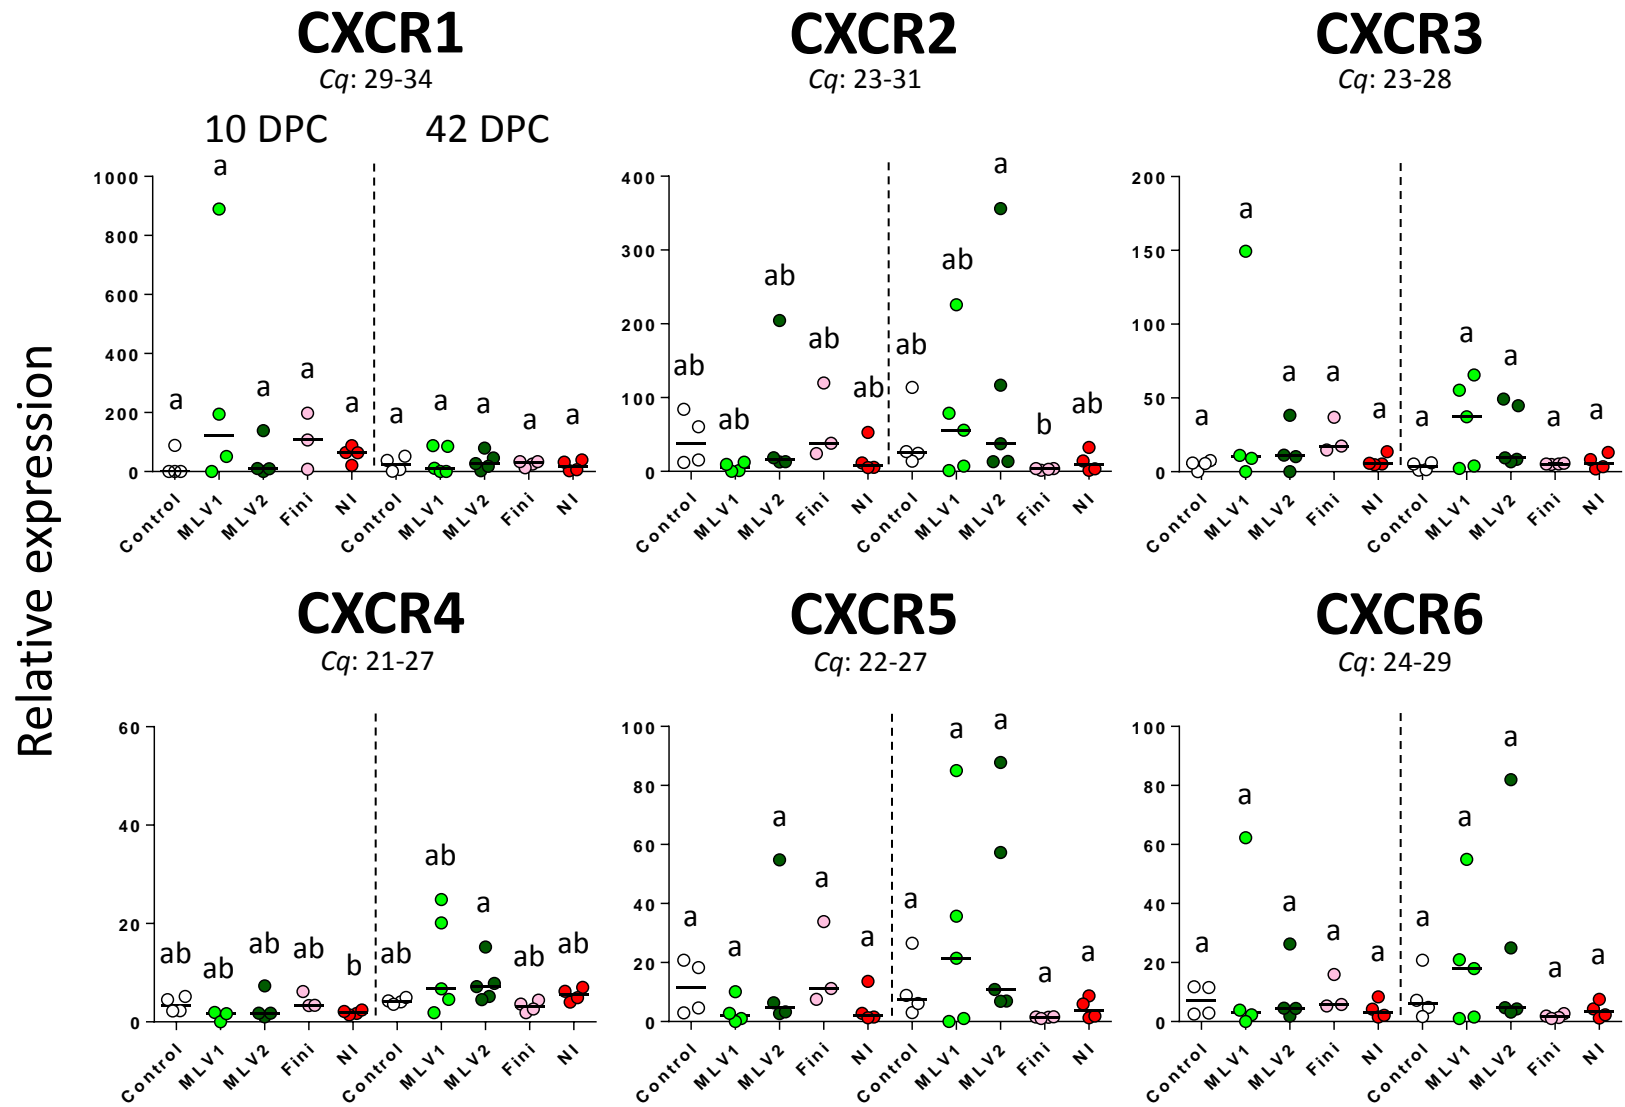 CXCR1 CXCR2 CXCR3
Cq: 29-34 Cq: 23-31 Cq: 23-28
10 DPC 42 DPC
Relative expression
1000
800
600
400
200
0
a a a a a a a a a a
Control MLV1 MLV2 Fini NI Control MLV1 MLV2 Fini NI
400
300
200
100
0
ab ab ab ab ab ab ab a b ab
Control MLV1 MLV2 Fini NI Control MLV1 MLV2 Fini NI
200
150
100
50
0
a a a a a a a a a a
Control MLV1 MLV2 Fini NI Control MLV1 MLV2 Fini NI
CXCR4 CXCR5 CXCR6
Cq: 21-27 Cq: 22-27 Cq: 24-29
60
40
20
0
ab ab ab ab b ab ab a ab ab
Control MLV1 MLV2 Fini NI Control MLV1 MLV2 Fini NI
100
80
60
40
20
0
a a a a a a a a a a
Control MLV1 MLV2 Fini NI Control MLV1 MLV2 Fini NI
100
80
60
40
20
0
a a a a a a a a a a
Control MLV1 MLV2 Fini NI Control MLV1 MLV2 Fini NI